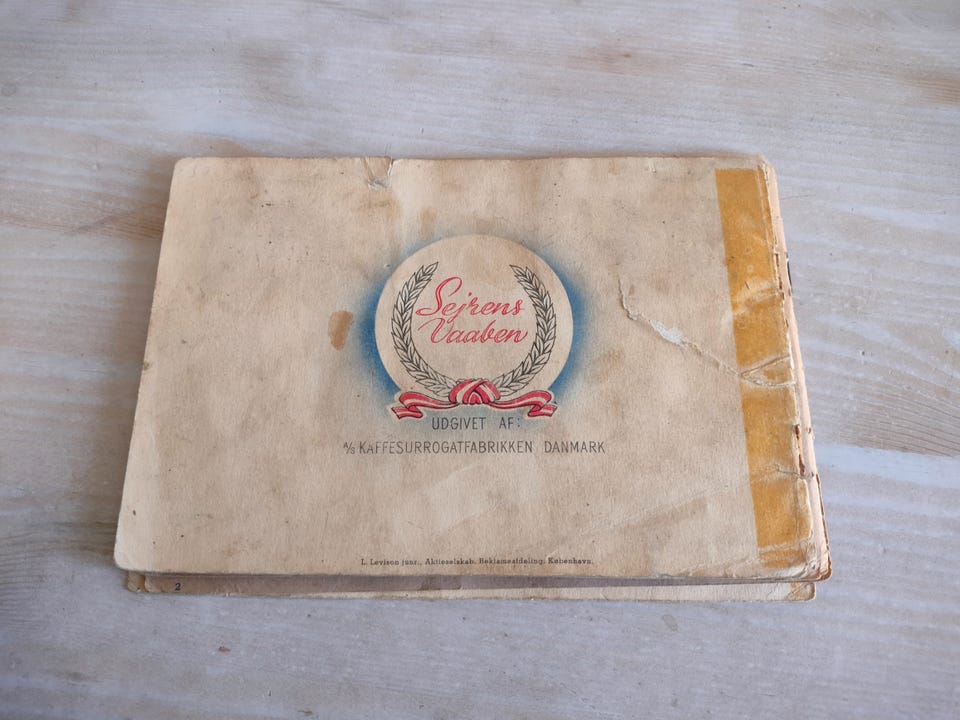 Sejrens
Vaaben
UDGIVET AF:
A/S KAFFESURROGATFABRIKKEN DANMARK
L. Levison junr., Aktieselskab. Reklameafdeling. København.
2